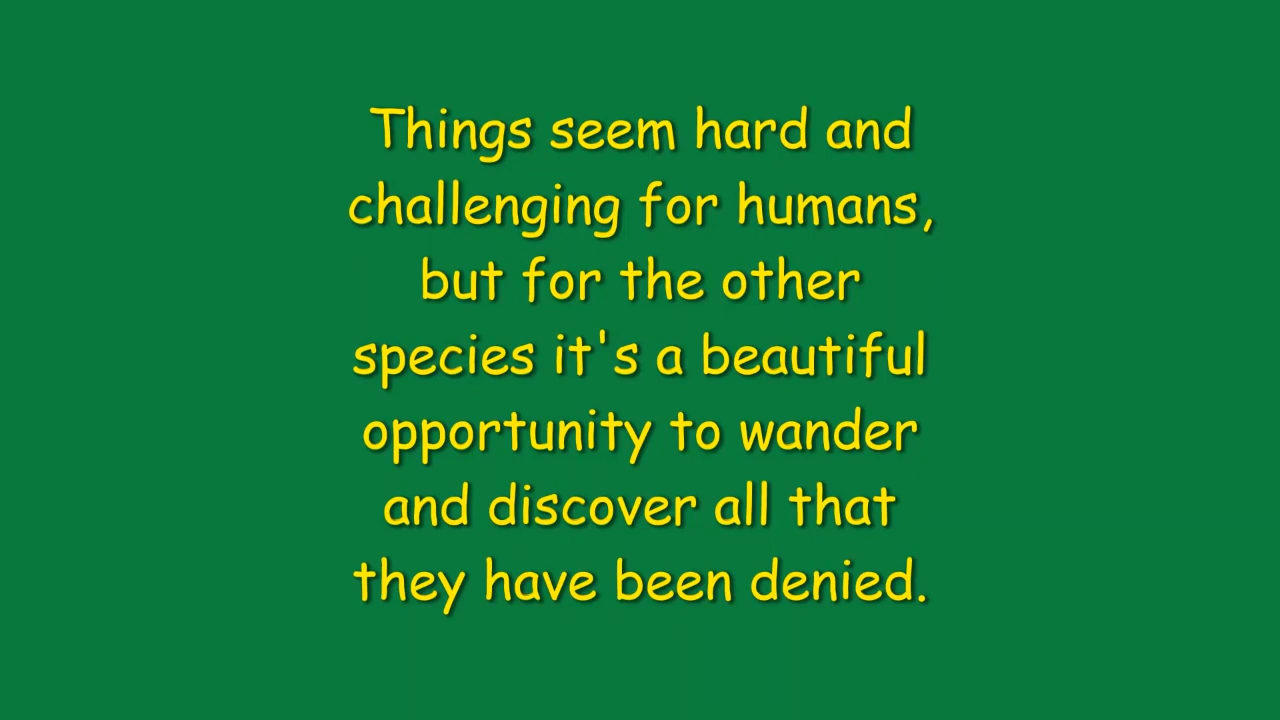 Things seem hard and
challenging for humans,
but for the other
species it's a beautiful
opportunity to wander
and discover all that
they have been denied.